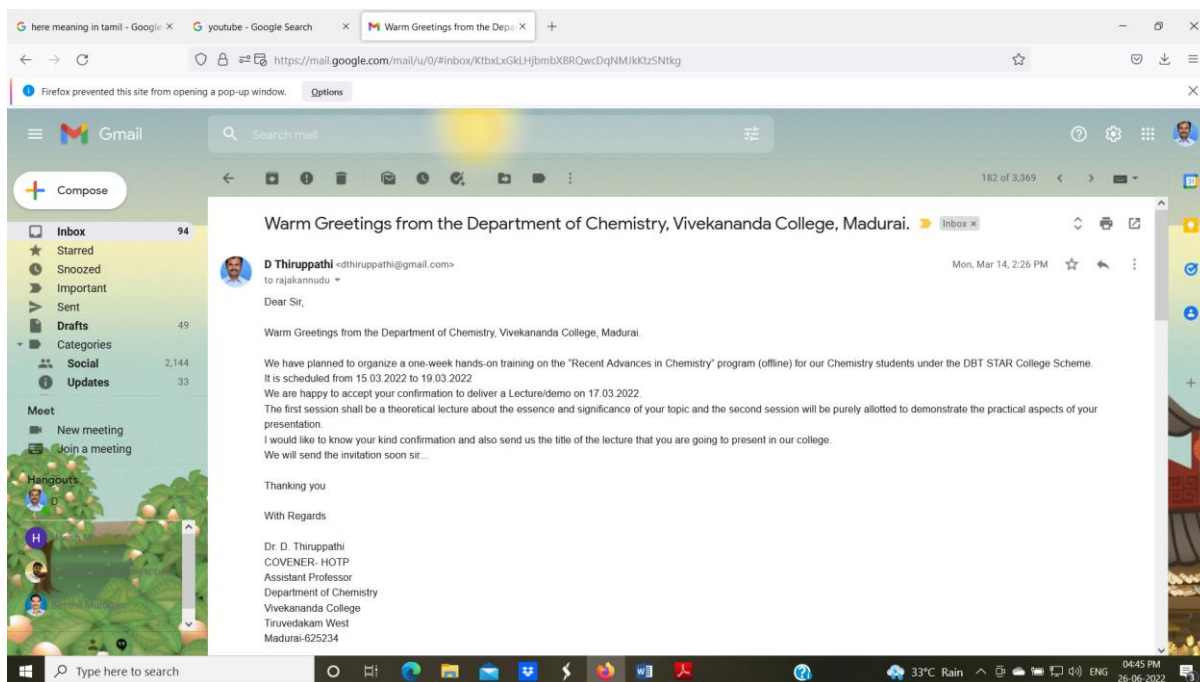 here meaning in tamil - Google
youtube - Google Search
Warm Greetings from the Depa
https://mail.google.com/mail/u/0/#inbox/KtbxLxGkLHjbmbXBRQwcDqNMJkKtzSNtkg
Firefox prevented this site from opening a pop-up window. Options
Gmail
Search mail
Compose
182 of 3,369
Inbox 94
Starred
Snoozed
Important
Sent
Drafts 49
Categories
Social 2,144
Updates 33
Meet
New meeting
Join a meeting
Hangouts
D
H
Warm Greetings from the Department of Chemistry, Vivekananda College, Madurai. Inbox x
D Thiruppathi <dthiruppathi@gmail.com> Mon, Mar 14, 2:26 PM
to rajakannudu
Dear Sir,
Warm Greetings from the Department of Chemistry, Vivekananda College, Madurai.
We have planned to organize a one-week hands-on training on the "Recent Advances in Chemistry" program (offline) for our Chemistry students under the DBT STAR College Scheme.
It is scheduled from 15.03.2022 to 19.03.2022
We are happy to accept your confirmation to deliver a Lecture/demo on 17.03.2022.
The first session shall be a theoretical lecture about the essence and significance of your topic and the second session will be purely allotted to demonstrate the practical aspects of your
presentation.
I would like to know your kind confirmation and also send us the title of the lecture that you are going to present in our college.
We will send the invitation soon sir...
Thanking you
With Regards
Dr. D. Thiruppathi
COVENER- HOTP
Assistant Professor
Department of Chemistry
Vivekananda College
Tiruvedakam West
Madurai-625234
31
Type here to search
33°C Rain
ENG
04:45 PM
26-06-2022